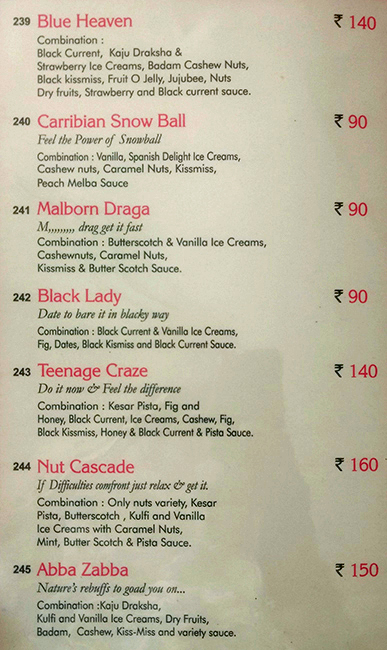 239 Blue Heaven ₹ 140
Combination :
Black Current, Kaju Draksha &
Strawberry Ice Creams, Badam Cashew Nuts,
Black kissmiss, Fruit O Jelly, Jujubee, Nuts
Dry fruits, Strawberry and Black current sauce.
240 Carribian Snow Ball ₹ 90
Feel the Power of Snowball
Combination : Vanilla, Spanish Delight Ice Creams,
Cashew nuts, Caramel Nuts, Kissmiss,
Peach Melba Sauce
241 Malborn Draga ₹ 90
M,,,,,,,,, drag get it fast
Combination : Butterscotch & Vanilla Ice Creams,
Cashewnuts, Caramel Nuts,
Kissmiss & Butter Scotch Sauce.
242 Black Lady ₹ 90
Date to bare it in blacky way
Combination : Black Current & Vanilla Ice Creams,
Fig, Dates, Black Kismiss and Black Current Sauce.
243 Teenage Craze ₹ 140
Do it now & Feel the difference
Combination : Kesar Pista, Fig and
Honey, Black Current, Ice Creams, Cashew, Fig,
Black Kissmiss, Honey & Black Current & Pista Sauce.
244 Nut Cascade ₹ 160
If Difficulties comfront just relax & get it.
Combination : Only nuts variety, Kesar
Pista, Butterscotch , Kulfi and Vanilla
Ice Creams with Caramel Nuts,
Mint, Butter Scotch & Pista Sauce.
245 Abba Zabba ₹ 150
Nature's rebuffs to goad you on...
Combination :Kaju Draksha,
Kulfi and Vanilla Ice Creams, Dry Fruits,
Badam, Cashew, Kiss-Miss and variety sauce.